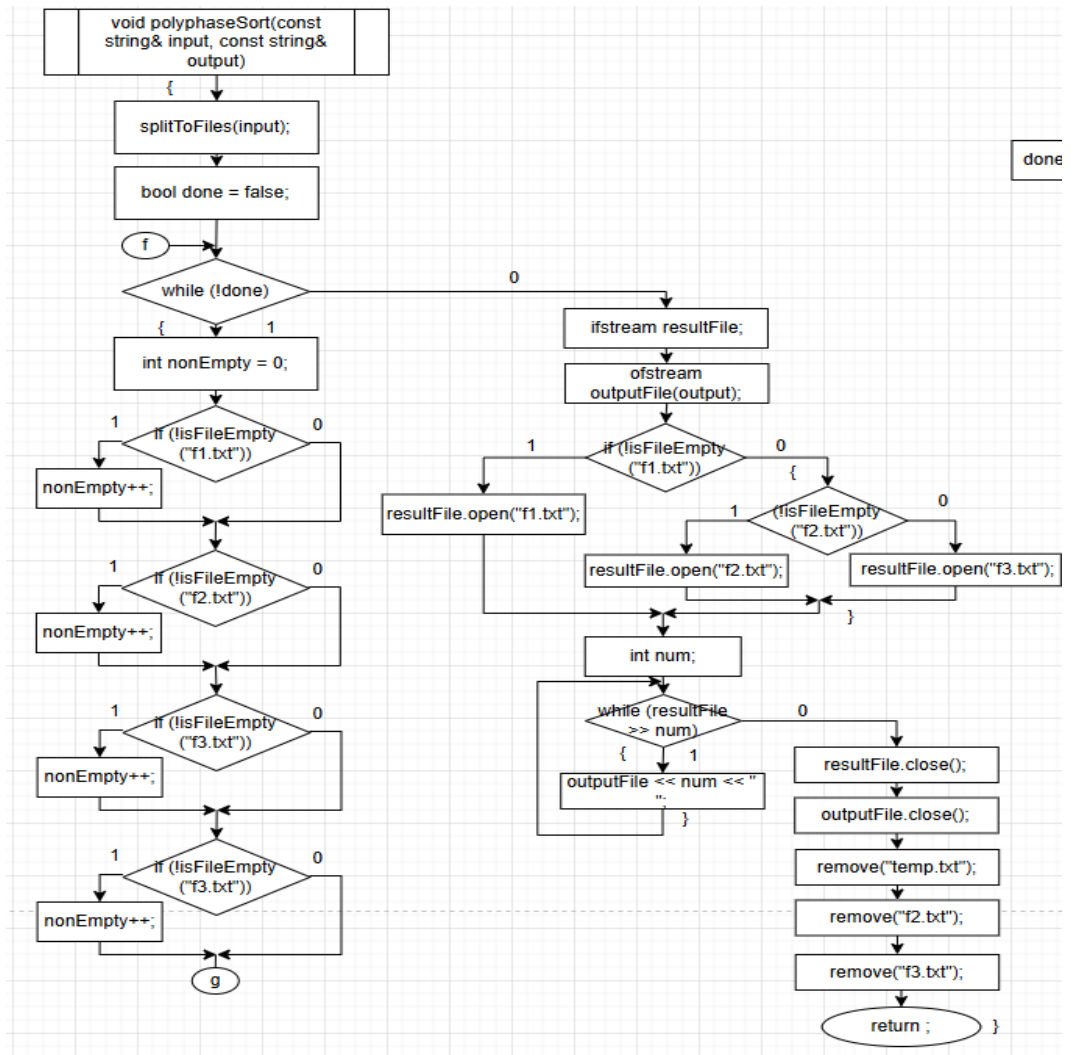 void polyphaseSort(const
string& input, const string&
output)
{
splitToFiles(input);
bool done = false;
f
while (!done)
{
1
0
int nonEmpty = 0;
if (!isFileEmpty
("f1.txt"))
1
0
nonEmpty++;
if (!isFileEmpty
("f2.txt"))
1
0
nonEmpty++;
if (!isFileEmpty
("f3.txt"))
1
0
nonEmpty++;
if (!isFileEmpty
("f3.txt"))
1
0
nonEmpty++;
g
ifstream resultFile;
ofstream
outputFile(output);
if (!isFileEmpty
("f1.txt"))
1
0
{
resultFile.open("f1.txt");
(!isFileEmpty
("f2.txt"))
1
0
resultFile.open("f2.txt");
resultFile.open("f3.txt");
}
int num;
while (resultFile
>> num)
0
{
1
outputFile << num << "
";
}
resultFile.close();
outputFile.close();
remove("temp.txt");
remove("f2.txt");
remove("f3.txt");
return ;
}
done